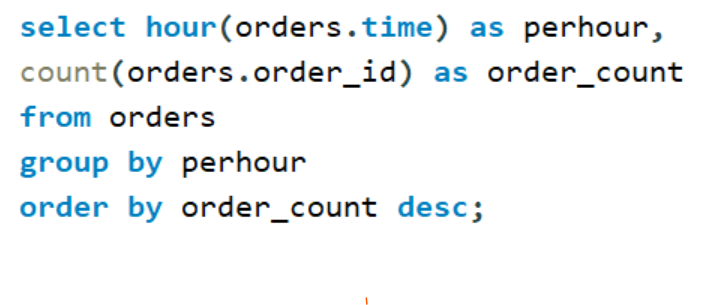 select hour(orders.time) as perhour,
count(orders.order_id) as order_count
from orders
group by perhour
order by order_count desc;